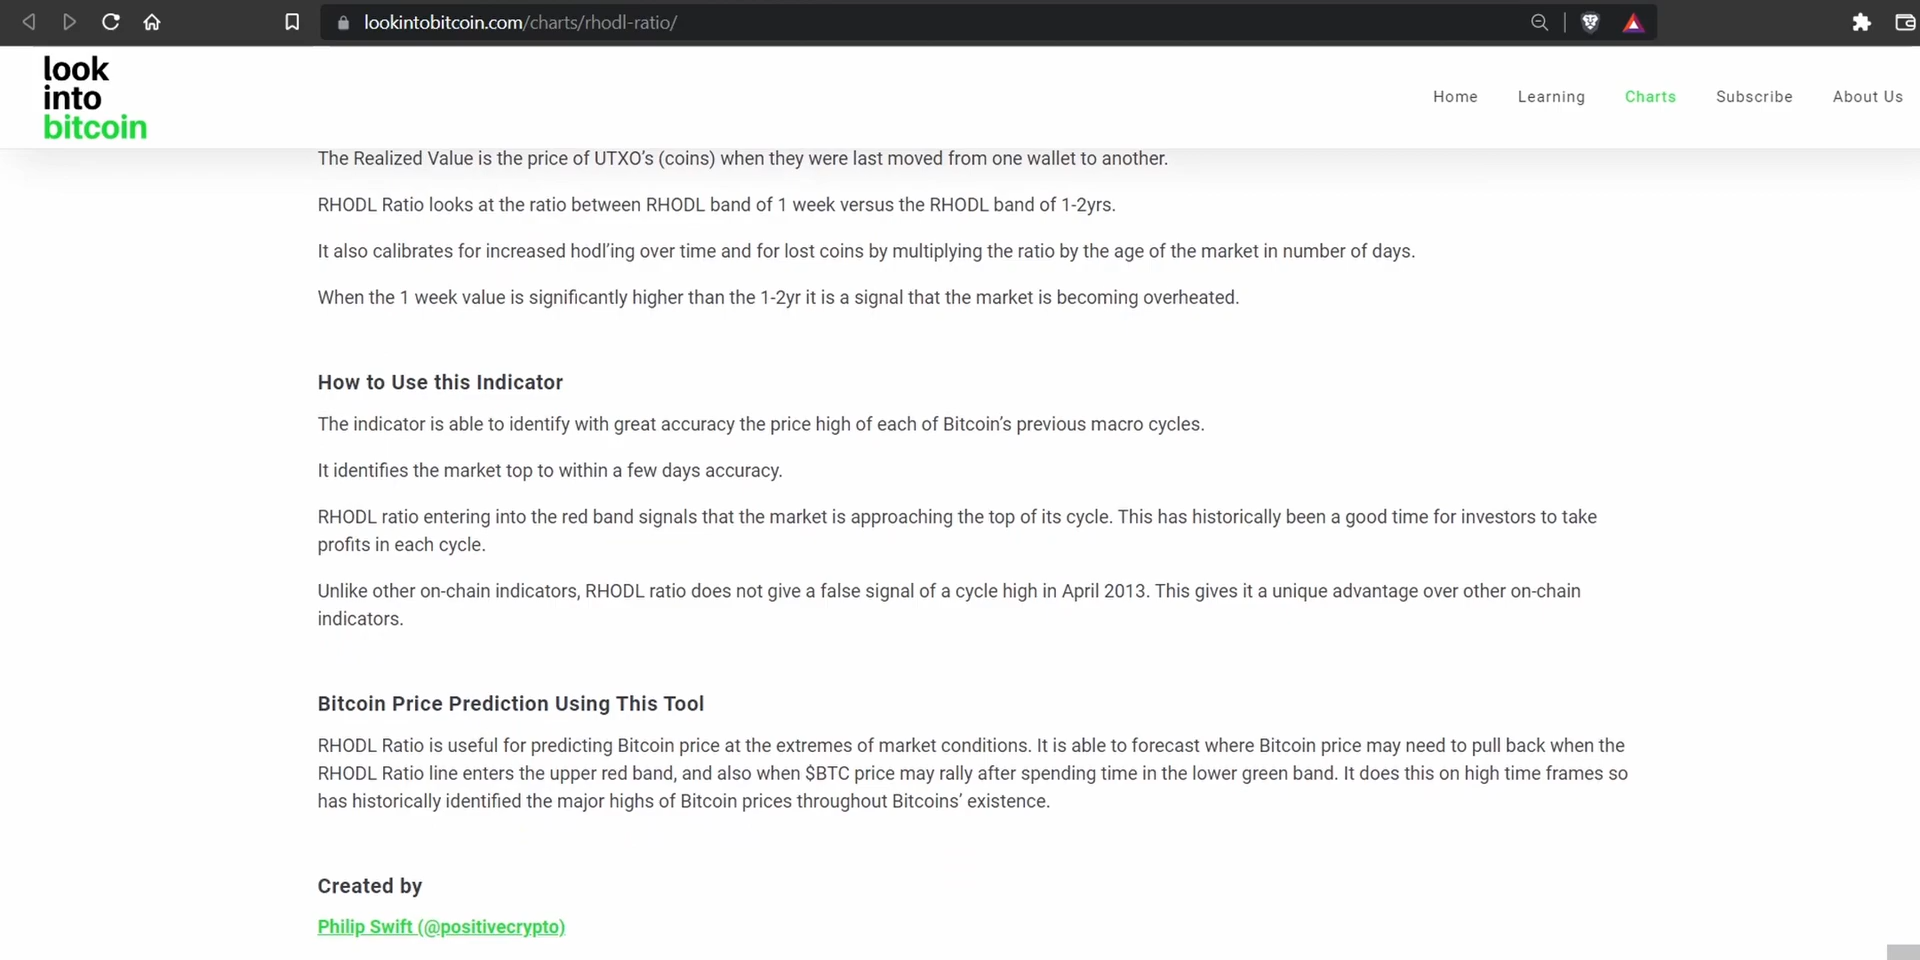 lookintobitcoin.com/charts/rhodl-ratio/
look
into
bitcoin
Home Learning Charts Subscribe About Us
The Realized Value is the price of UTXO’s (coins) when they were last moved from one wallet to another.
RHODL Ratio looks at the ratio between RHODL band of 1 week versus the RHODL band of 1-2yrs.
It also calibrates for increased hodl’ing over time and for lost coins by multiplying the ratio by the age of the market in number of days.
When the 1 week value is significantly higher than the 1-2yr it is a signal that the market is becoming overheated.
How to Use this Indicator
The indicator is able to identify with great accuracy the price high of each of Bitcoin’s previous macro cycles.
It identifies the market top to within a few days accuracy.
RHODL ratio entering into the red band signals that the market is approaching the top of its cycle. This has historically been a good time for investors to take
profits in each cycle.
Unlike other on-chain indicators, RHODL ratio does not give a false signal of a cycle high in April 2013. This gives it a unique advantage over other on-chain
indicators.
Bitcoin Price Prediction Using This Tool
RHODL Ratio is useful for predicting Bitcoin price at the extremes of market conditions. It is able to forecast where Bitcoin price may need to pull back when the
RHODL Ratio line enters the upper red band, and also when $BTC price may rally after spending time in the lower green band. It does this on high time frames so
has historically identified the major highs of Bitcoin prices throughout Bitcoins’ existence.
Created by
Philip Swift (@positivecrypto)